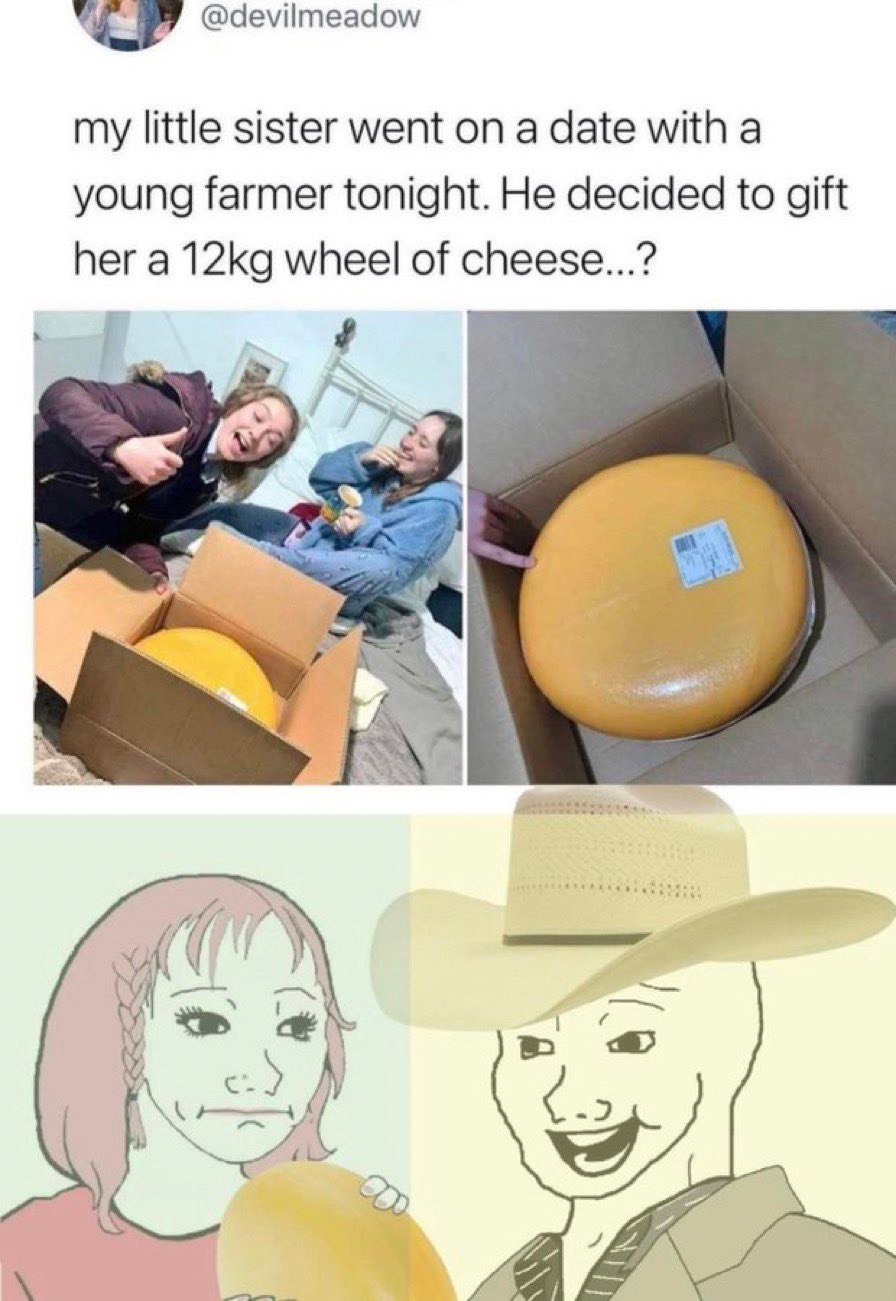 @devilmeadow
my little sister went on a date with a
young farmer tonight. He decided to gift
her a 12kg wheel of cheese...?